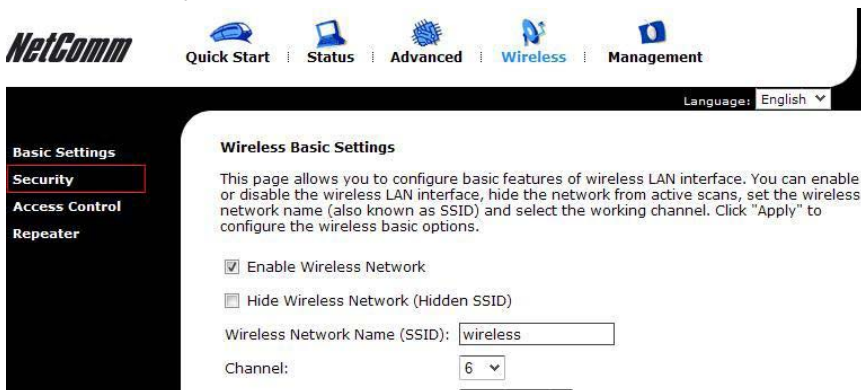 NetComm
Quick Start Status Advanced Wireless Management
Language: English
Basic Settings
Security
Access Control
Repeater
Wireless Basic Settings
This page allows you to configure basic features of wireless LAN interface. You can enable
or disable the wireless LAN interface, hide the network from active scans, set the wireless
network name (also known as SSID) and select the working channel. Click "Apply" to
configure the wireless basic options.
Enable Wireless Network
Hide Wireless Network (Hidden SSID)
Wireless Network Name (SSID): wireless
Channel: 6